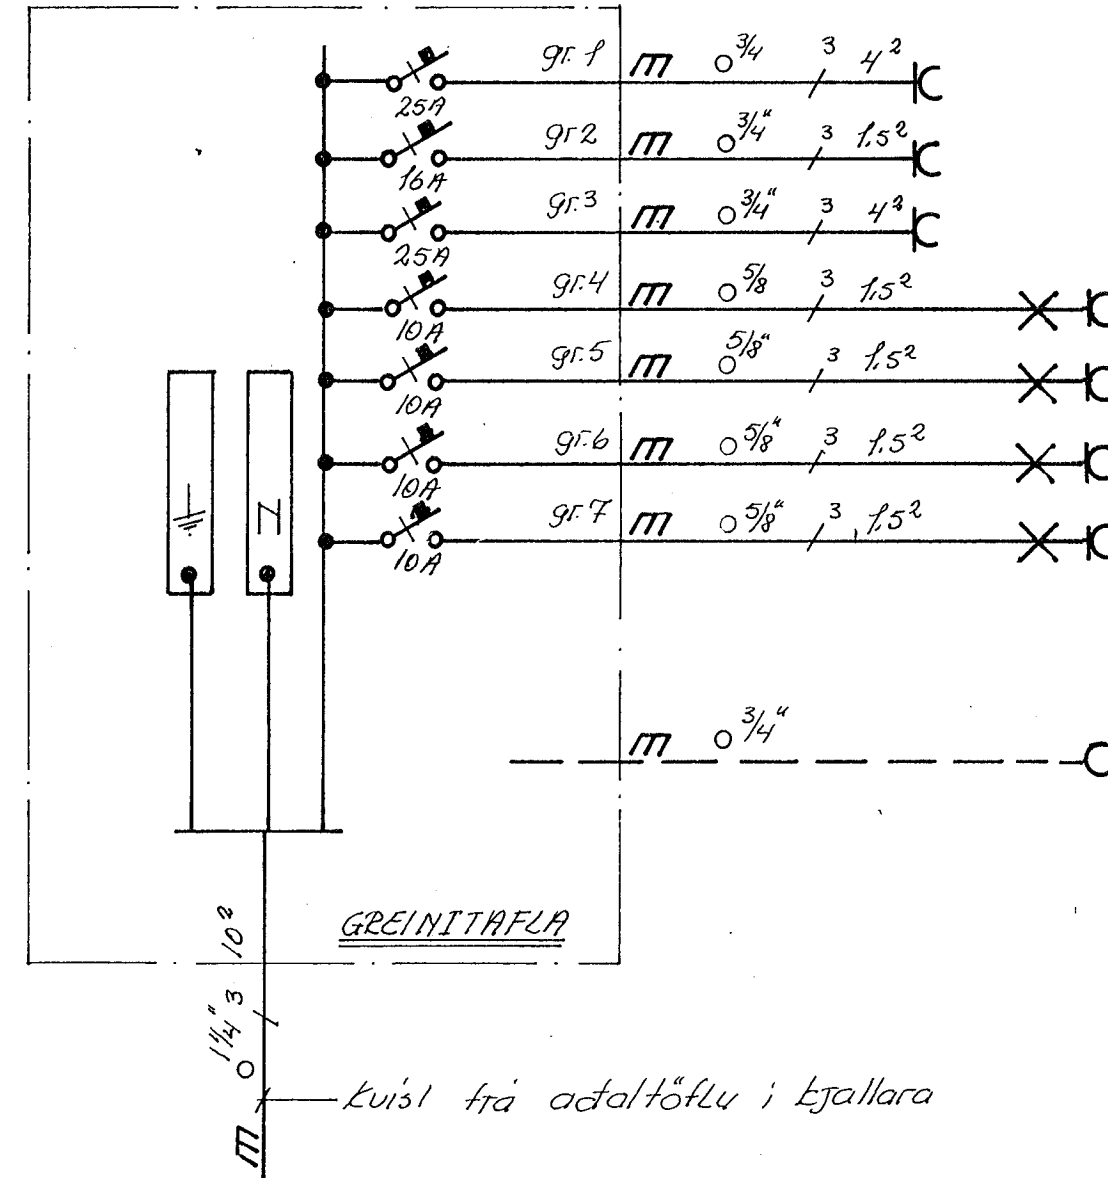 gr. 1 3/4 3 4²
25A
gr 2 3/4" 3 1,5²
16A
gr. 3 3/4" 3 4²
25A
gr. 4 5/8 3 1,5²
10A
gr. 5 5/8" 3 1,5²
10A
gr. 6 5/8" 3 1,5²
10A
gr. 7 5/8" 3 1,5²
10A
N
3/4"
GREINITAFLA
1 1/4" 3 10²
kvísl frá aðaltöflu í kjallara